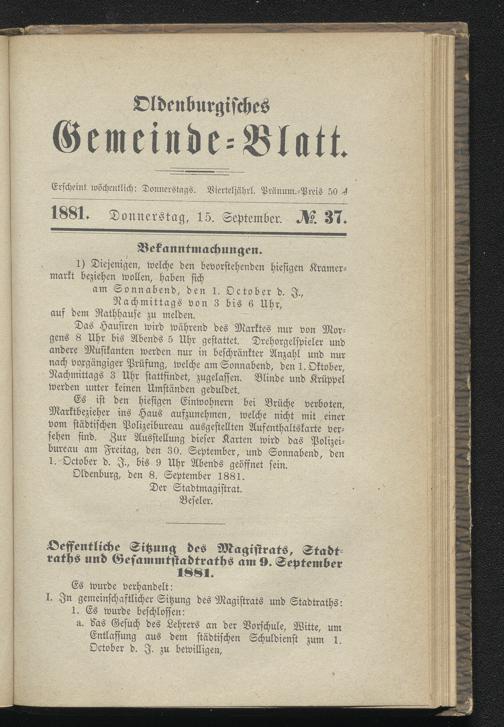 Oldenburgisches
Gemeinde=Blatt.
Erscheint wöchentlich: Donnerstags. Vierteljährl. Pränum.=Preis 50 ₰
1881. Donnerstag, 15. September. №. 37.
Bekanntmachungen.
1) Diejenigen, welche den bevorstehenden hiesigen Kramer=
markt beziehen wollen, haben sich
am Sonnabend, den 1. October d. J.,
Nachmittags von 3 bis 6 Uhr,
auf dem Rathhause zu melden.
Das Hausiren wird während des Marktes nur von Mor=
gens 8 Uhr bis Abends 5 Uhr gestattet. Drehorgelspieler und
andere Musikanten werden nur in beschränkter Anzahl und nur
nach vorgängiger Prüfung, welche am Sonnabend, den 1. Oktober,
Nachmittags 3 Uhr stattfindet, zugelassen. Blinde und Krüppel
werden unter keinen Umständen geduldet.
Es ist den hiesigen Einwohnern bei Brüche verboten,
Marktbezieher ins Haus aufzunehmen, welche nicht mit einer
vom städtischen Polizeibureau ausgestellten Aufenthaltskarte ver=
sehen sind. Zur Ausstellung dieser Karten wird das Polizei=
bureau am Freitag, den 30. September, und Sonnabend, den
1. October d. J., bis 9 Uhr Abends geöffnet sein.
Oldenburg, den 8. September 1881.
Der Stadtmagistrat.
Beseler.
Oeffentliche Sitzung des Magistrats, Stadt=
raths und Gesammtstadtraths am 9. September
1881.
Es wurde verhandelt:
I. In gemeinschaftlicher Sitzung des Magistrats und Stadtraths:
1. Es wurde beschlossen:
a. das Gesuch des Lehrers an der Vorschule, Witte, um
Entlassung aus dem städtischen Schuldienst zum 1.
October d. J. zu bewilligen,